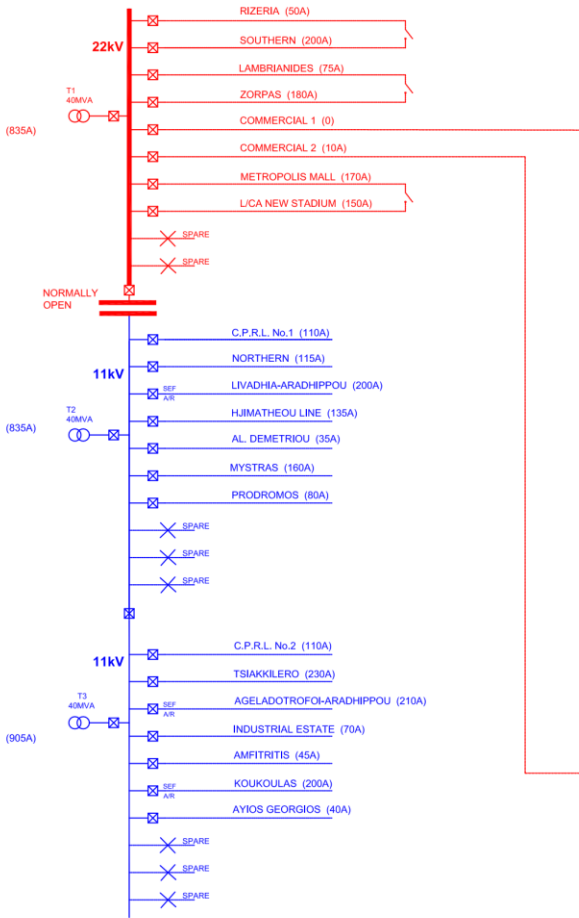 RIZERIA (50A)
22kV
SOUTHERN (200A)
LAMBRIANIDES (75A)
T1
40MVA
ZORPAS (180A)
(835A)
COMMERCIAL 1 (0)
COMMERCIAL 2 (10A)
METROPOLIS MALL (170A)
L/CA NEW STADIUM (150A)
SPARE
SPARE
NORMALLY
OPEN
C.P.R.L. No.1 (110A)
NORTHERN (115A)
11kV
SEF
A/R
LIVADHIA-ARADHIPPOU (200A)
T2
40MVA
HJIMATHEOU LINE (135A)
(835A)
AL. DEMETRIOU (35A)
MYSTRAS (160A)
PRODROMOS (80A)
SPARE
SPARE
SPARE
C.P.R.L. No.2 (110A)
11kV
TSIAKKILERO (230A)
T3
40MVA
SEF
A/R
AGELADOTROFOI-ARADHIPPOU (210A)
INDUSTRIAL ESTATE (70A)
(905A)
AMFITRITIS (45A)
SEF
A/R
KOUKOULAS (200A)
AYIOS GEORGIOS (40A)
SPARE
SPARE
SPARE